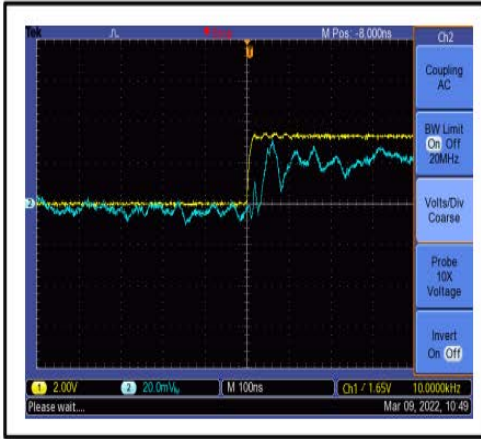 Tek
M Pos: -8.000ns
Ch2
Coupling
AC
BW Limit
On Off
20MHz
Volts/Div
Coarse
Probe
10X
Voltage
Invert
On Off
2
1 2.00V
2 20.0mV
M 100ns
Ch1 / 1.65V
10.0000kHz
Please wait....
Mar 09, 2022, 10:49